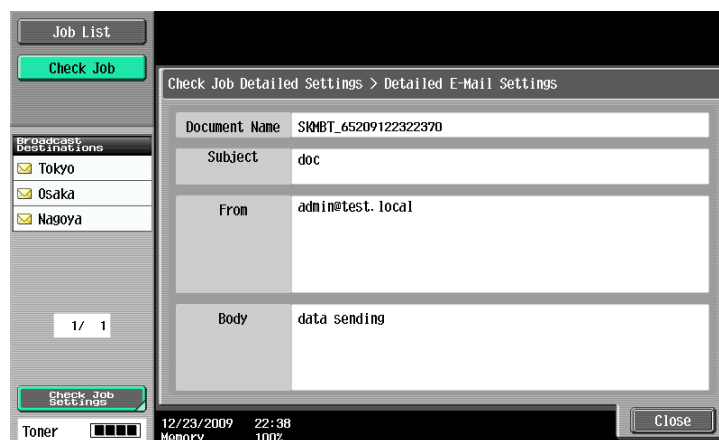 Job List
Check Job
Check Job Detailed Settings > Detailed E-Mail Settings
Document Name SKMBT_65209122322370
Broadcast
Destinations
Subject doc
Tokyo
Osaka
From admin@test.local
Nagoya
Body data sending
1/ 1
Check Job
Settings
Close
Toner
12/23/2009 22:38
Memory 100%